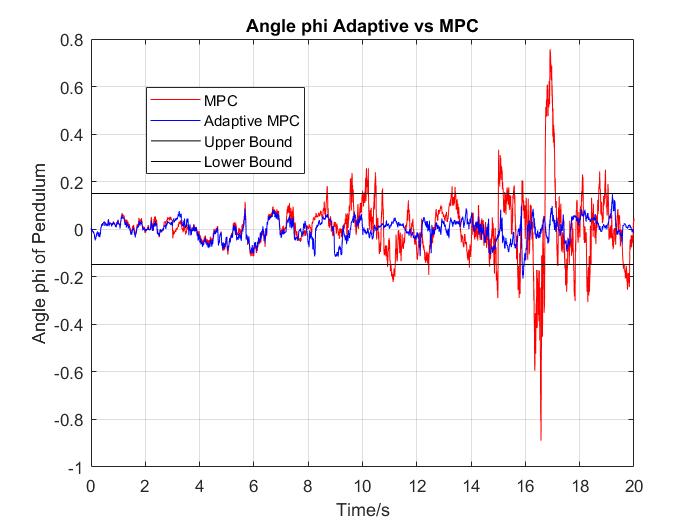 Angle phi Adaptive vs MPC
0.8
0.6
0.4
0.2
0
-0.2
-0.4
-0.6
-0.8
-1
Angle phi of Pendulum
MPC
Adaptive MPC
Upper Bound
Lower Bound
0 2 4 6 8 10 12 14 16 18 20
Time/s